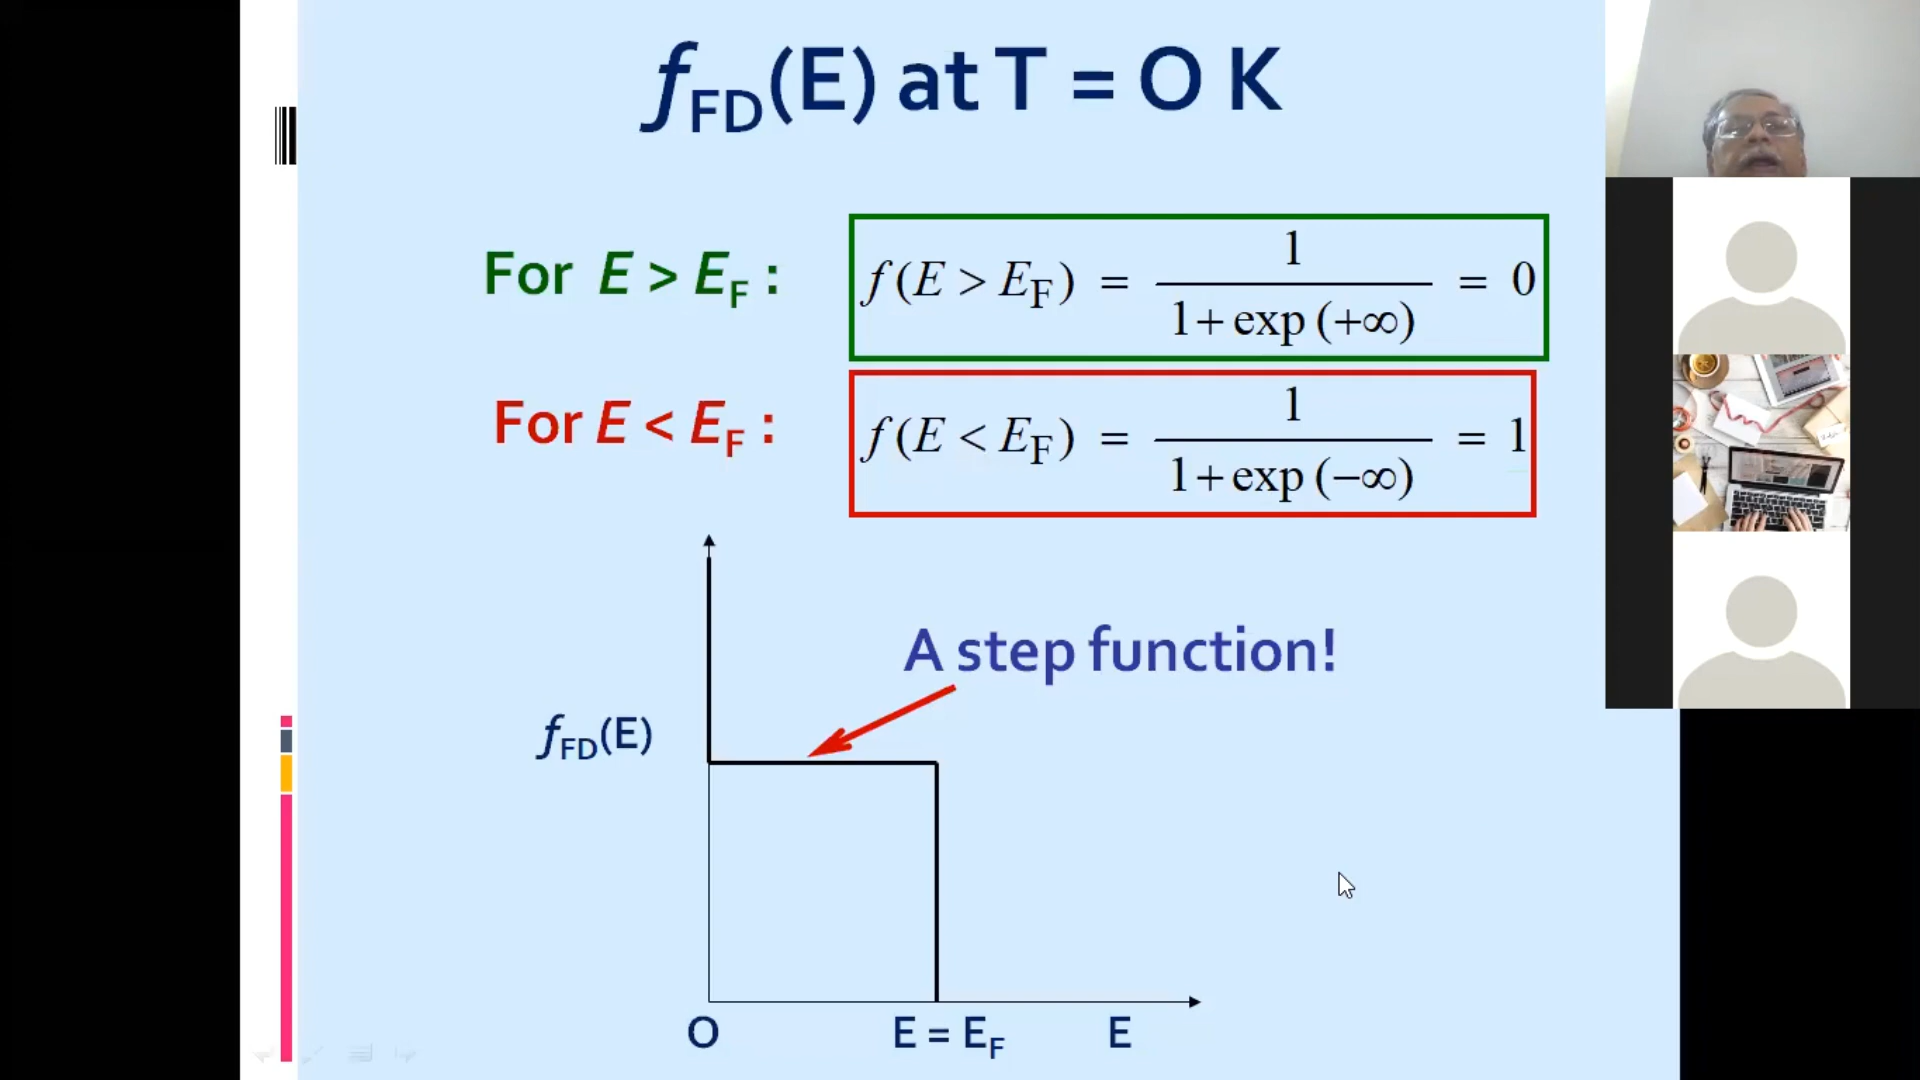 fFD(E) at T = O K
For E > EF :
f(E > EF) = 1 / 1+exp(+∞) = 0
For E < EF :
f(E < EF) = 1 / 1+exp(−∞) = 1
A step function!
fFD(E)
O E = EF E